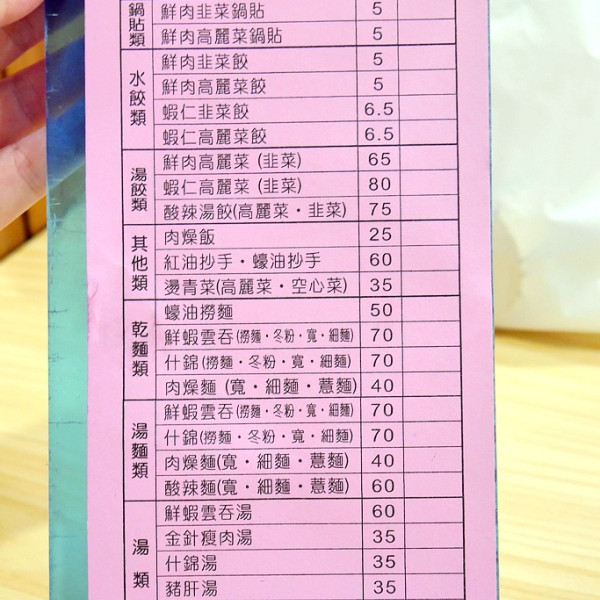 鍋貼類
鮮肉韭菜鍋貼 5
鮮肉高麗菜鍋貼 5
水餃類
鮮肉韭菜餃 5
鮮肉高麗菜餃 5
蝦仁韭菜餃 6.5
蝦仁高麗菜餃 6.5
湯餃類
鮮肉高麗菜 (韭菜) 65
蝦仁高麗菜 (韭菜) 80
酸辣湯餃(高麗菜・韭菜) 75
其他類
肉燥飯 25
紅油抄手・蠔油抄手 60
燙青菜(高麗菜・空心菜) 35
乾麵類
蠔油撈麵 50
鮮蝦雲吞(撈麵・冬粉・寬・細麵) 70
什錦(撈麵・冬粉・寬・細麵) 70
肉燥麵 (寬・細麵・薏麵) 40
湯麵類
鮮蝦雲吞(撈麵・冬粉・寬・細麵) 70
什錦(撈麵・冬粉・寬・細麵) 70
肉燥麵(寬・細麵・薏麵) 40
酸辣麵(寬・細麵・薏麵) 60
湯類
鮮蝦雲吞湯 60
金針瘦肉湯 35
什錦湯 35
豬肝湯 35